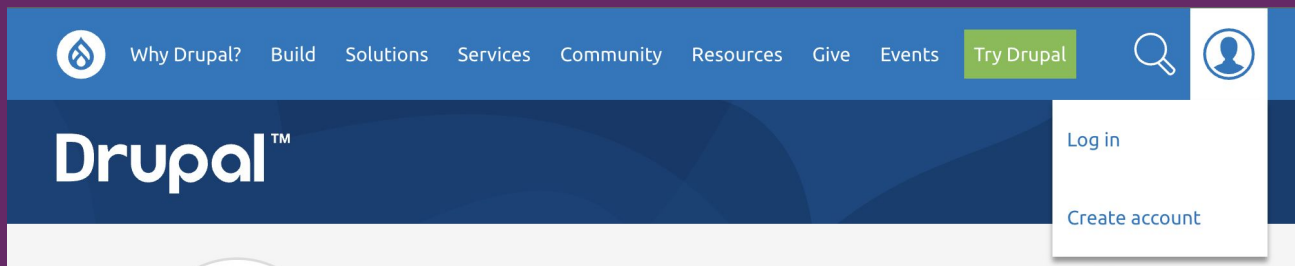 Why Drupal? Build Solutions Services Community Resources Give Events Try Drupal
Drupal™
Log in
Create account